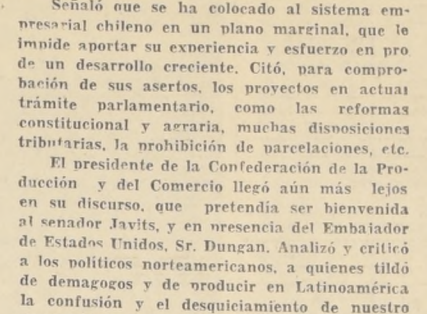 Señaló que se ha colocado al sistema em-
presarial chileno en un plano marginal, que le
impide aportar su experiencia y esfuerzo en pro
de un desarrollo creciente. Citó, para compro-
bación de sus asertos, los proyectos en actual
trámite parlamentario, como las reformas
constitucional y agraria, muchas disposiciones
tributarias, la prohibición de parcelaciones, etc.
El presidente de la Confederación de la Pro-
ducción y del Comercio llegó aún más lejos
en su discurso, que pretendía ser bienvenida
al senador Javits, y en presencia del Embajador
de Estados Unidos, Sr. Dungan. Analizó y criticó
a los políticos norteamericanos, a quienes tildó
de demagogos y de producir en Latinoamérica
la confusión y el desquiciamiento de nuestro